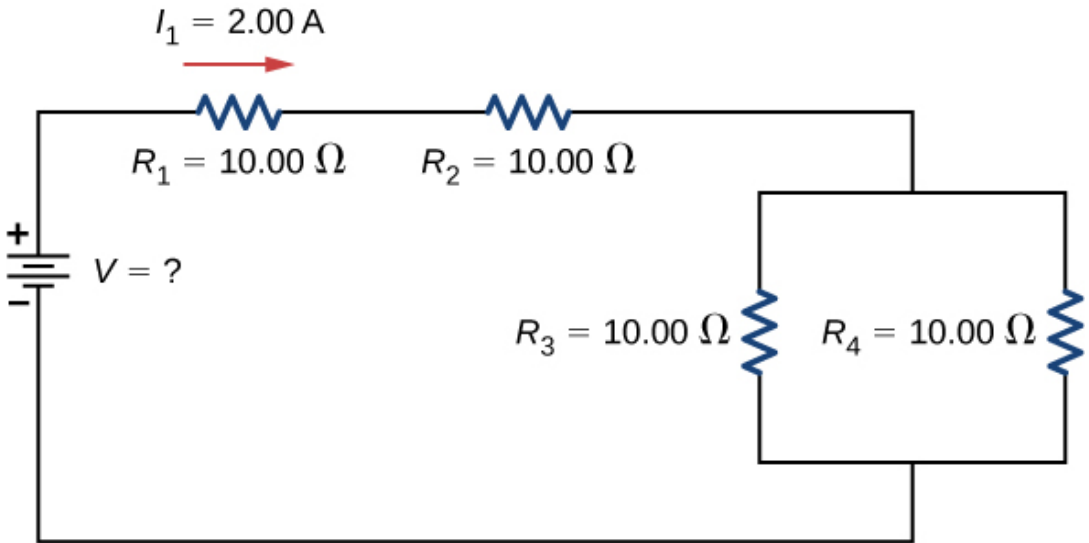 I₁ = 2.00 A
R₁ = 10.00 Ω
R₂ = 10.00 Ω
+
V = ?
−
R₃ = 10.00 Ω
R₄ = 10.00 Ω